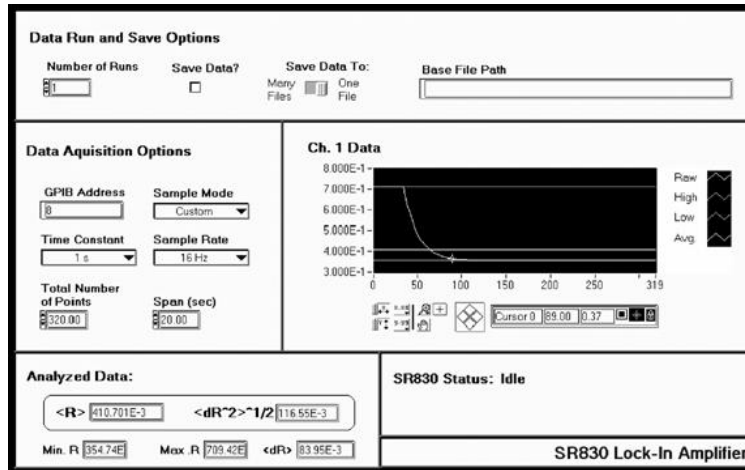 Data Run and Save Options
Number of Runs
Save Data?
Save Data To:
Base File Path
1
Many Files
One File
Data Aquisition Options
GPIB Address
Sample Mode
8
Custom
Time Constant
Sample Rate
1 s
16 Hz
Total Number of Points
Span (sec)
320.00
20.00
Ch. 1 Data
8.000E-1
7.000E-1
6.000E-1
5.000E-1
4.000E-1
3.000E-1
0 50 100 150 200 250 319
Raw
High
Low
Avg.
Cursor 0 89.00 0.37
Analyzed Data:
<R> 410.701E-3 <dR^2>^1/2 116.55E-3
Min. R 354.74E Max .R 709.42E <dR> 83.95E-3
SR830 Status: Idle
SR830 Lock-In Amplifier